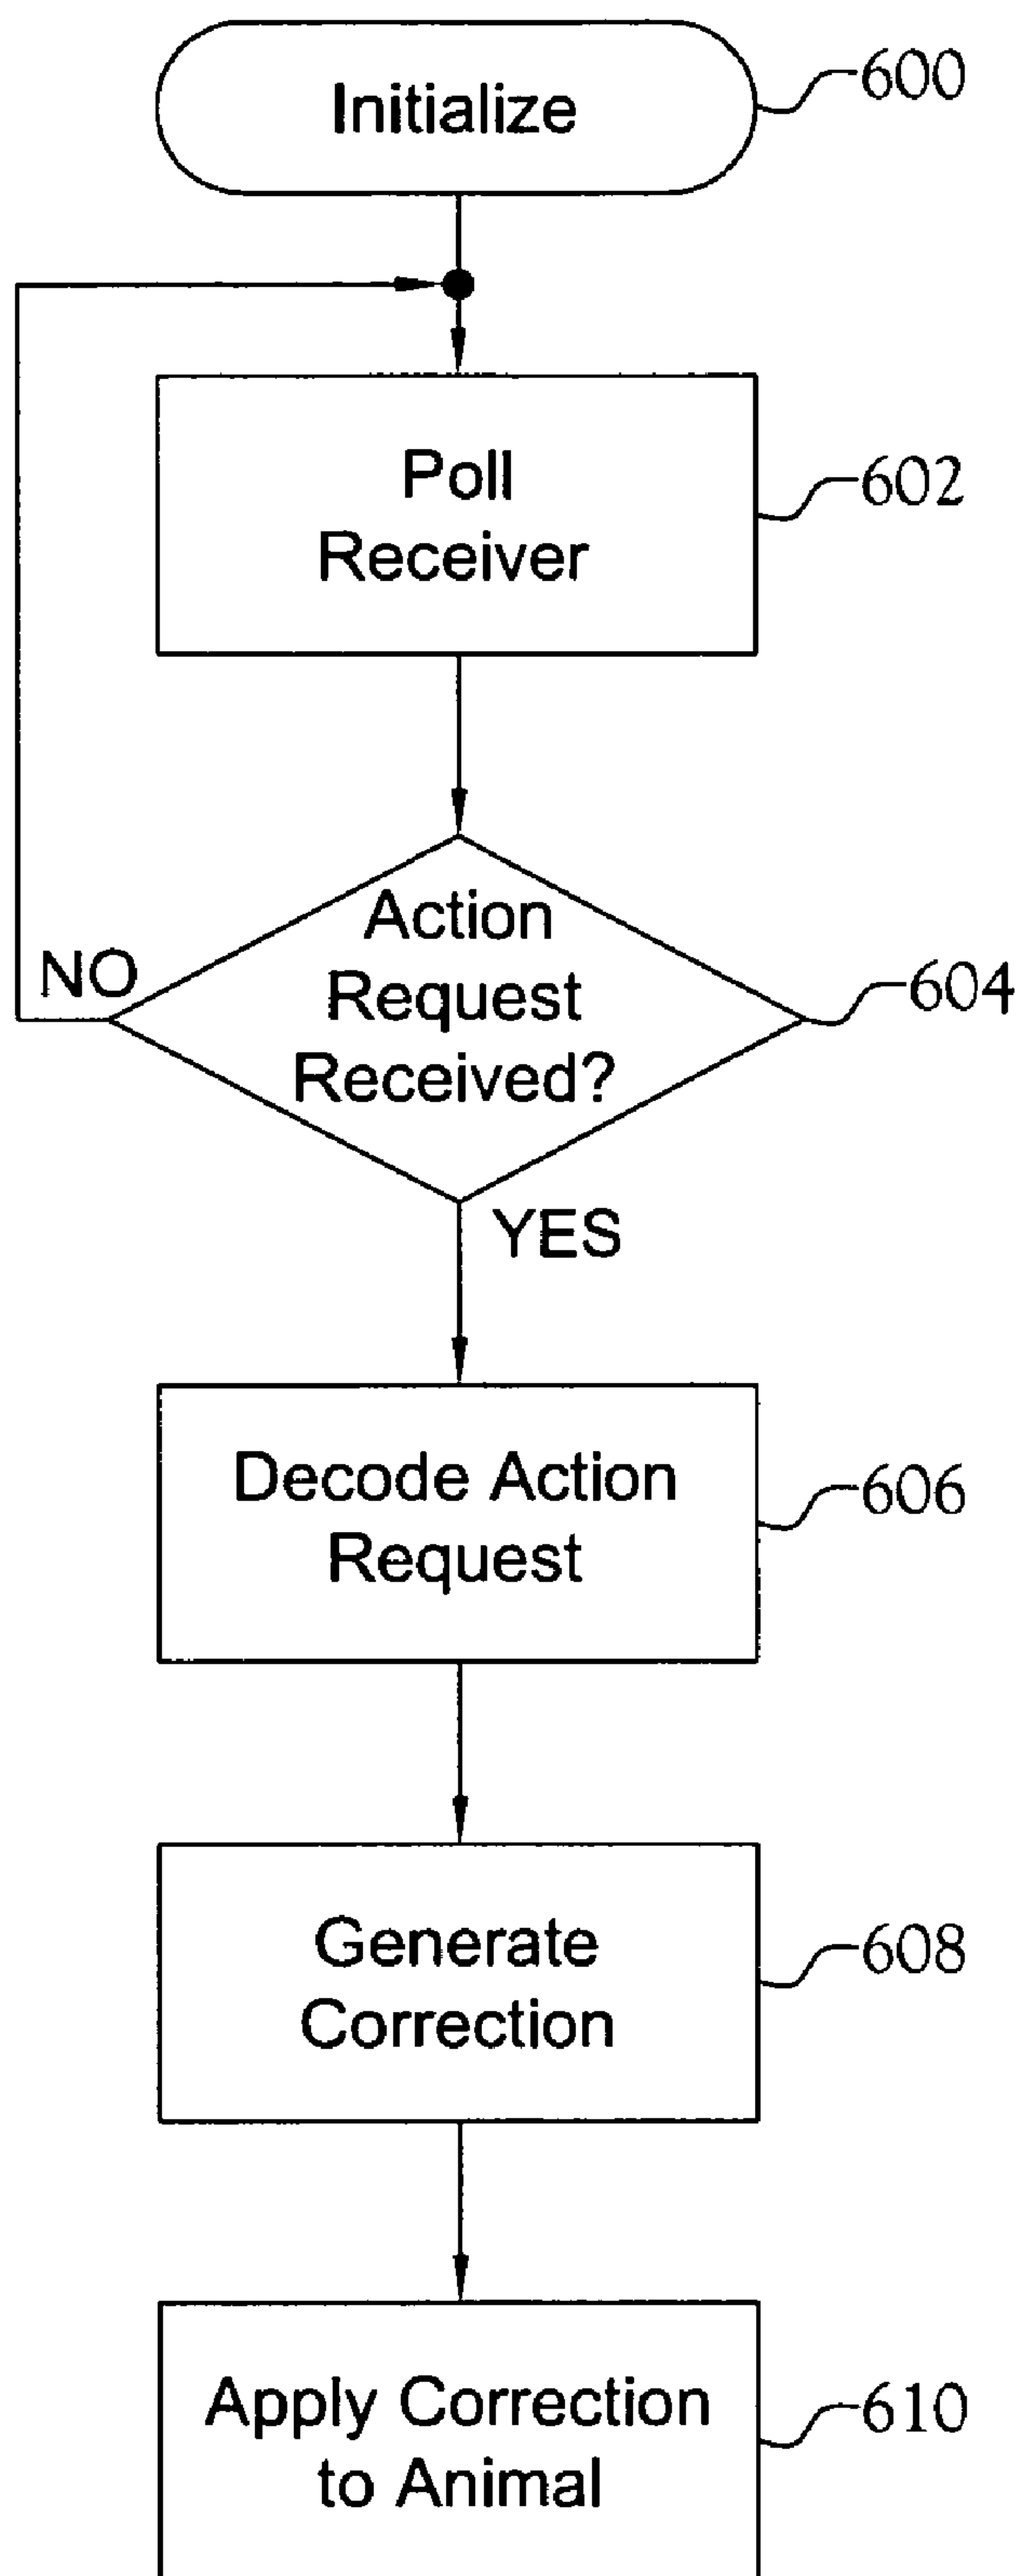 Initialize
600
Poll
Receiver
602
Action
Request
Received?
NO
604
YES
Decode Action
Request
606
Generate
Correction
608
Apply Correction
to Animal
610